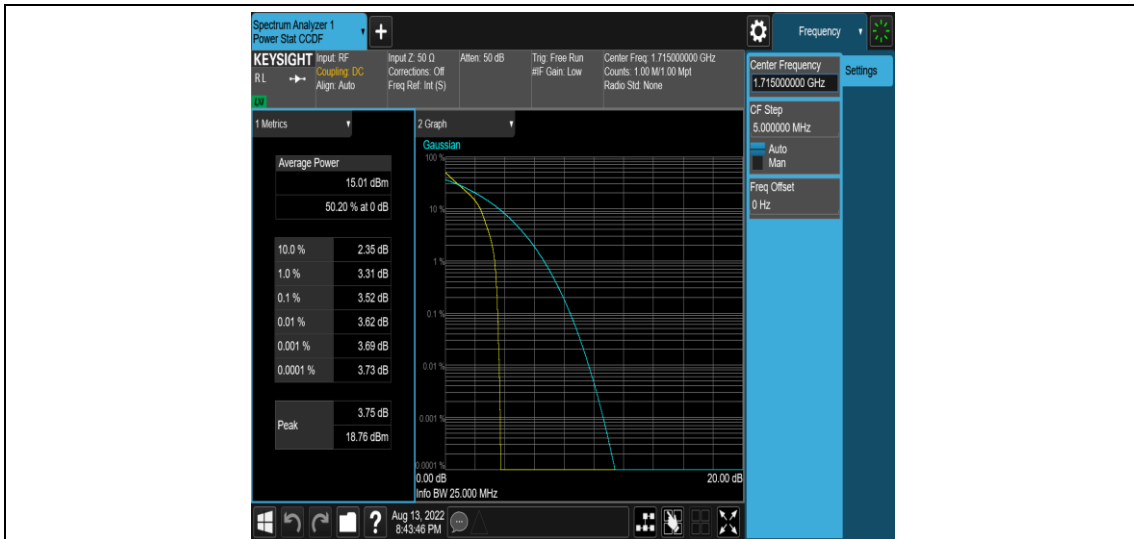 Spectrum Analyzer 1
Power Stat CCDF
+
Frequency
KEYSIGHT
RL
Input: RF
Coupling: DC
Align: Auto
Input Z: 50 Ω
Corrections: Off
Freq Ref: Int (S)
Atten: 50 dB
Trig: Free Run
#IF Gain: Low
Center Freq: 1.715000000 GHz
Counts: 1.00 M/1.00 Mpt
Radio Std: None
Center Frequency
1.715000000 GHz
Settings
CF Step
5.000000 MHz
Auto
Man
Freq Offset
0 Hz
1 Metrics
Average Power
15.01 dBm
50.20 % at 0 dB
10.0 % 2.35 dB
1.0 % 3.31 dB
0.1 % 3.52 dB
0.01 % 3.62 dB
0.001 % 3.69 dB
0.0001 % 3.73 dB
Peak
3.75 dB
18.76 dBm
2 Graph
Gaussian
100 %
10 %
1 %
0.1 %
0.01 %
0.001 %
0.0001 %
0.00 dB 20.00 dB
Info BW 25.000 MHz
?
Aug 13, 2022
8:43:46 PM